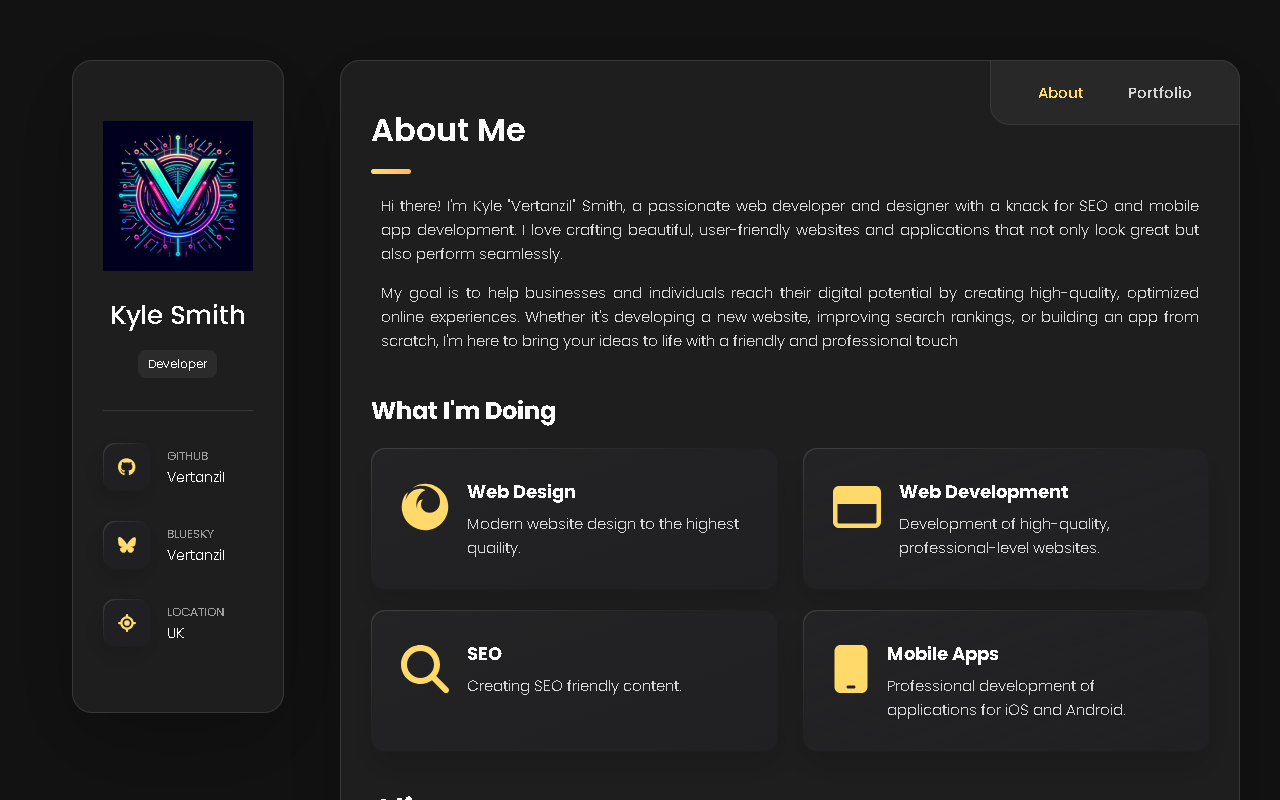 Kyle Smith
Developer
GITHUB
Vertanzil
BLUESKY
Vertanzil
LOCATION
UK
About
Portfolio
About Me
Hi there! I'm Kyle "Vertanzil" Smith, a passionate web developer and designer with a knack for SEO and mobile
app development. I love crafting beautiful, user-friendly websites and applications that not only look great but
also perform seamlessly.
My goal is to help businesses and individuals reach their digital potential by creating high-quality, optimized
online experiences. Whether it's developing a new website, improving search rankings, or building an app from
scratch, I'm here to bring your ideas to life with a friendly and professional touch
What I'm Doing
Web Design
Modern website design to the highest
quaility.
Web Development
Development of high-quality,
professional-level websites.
SEO
Creating SEO friendly content.
Mobile Apps
Professional development of
applications for iOS and Android.